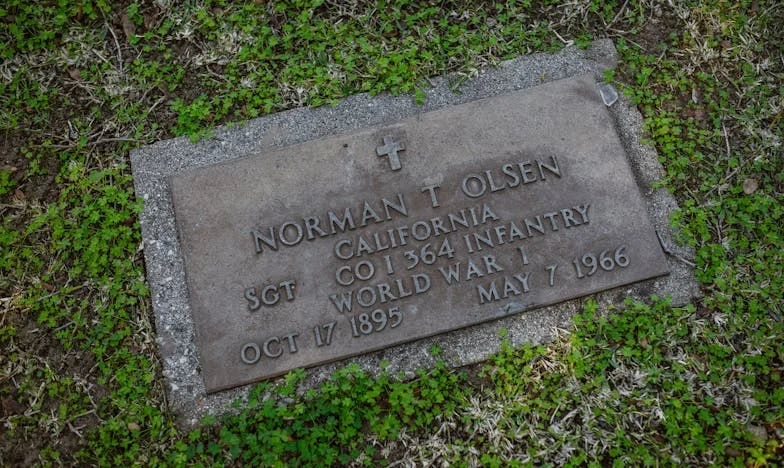 NORMAN T OLSEN
CALIFORNIA
SGT CO I 364 INFANTRY
WORLD WAR I
OCT 17 1895 MAY 7 1966